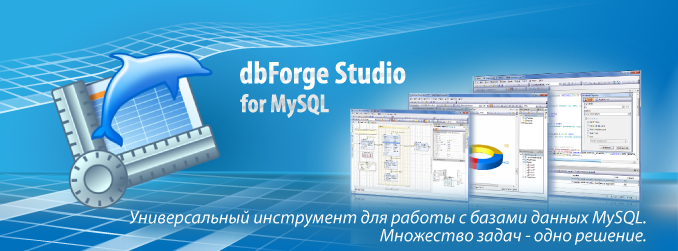 dbForge Studio
for MySQL
Универсальный инструмент для работы с базами данных MySQL.
Множество задач - одно решение.